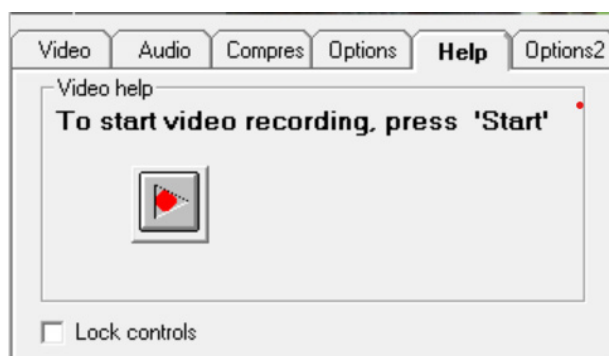 Video Audio Compres Options Help Options2
Video help
To start video recording, press 'Start'
Lock controls